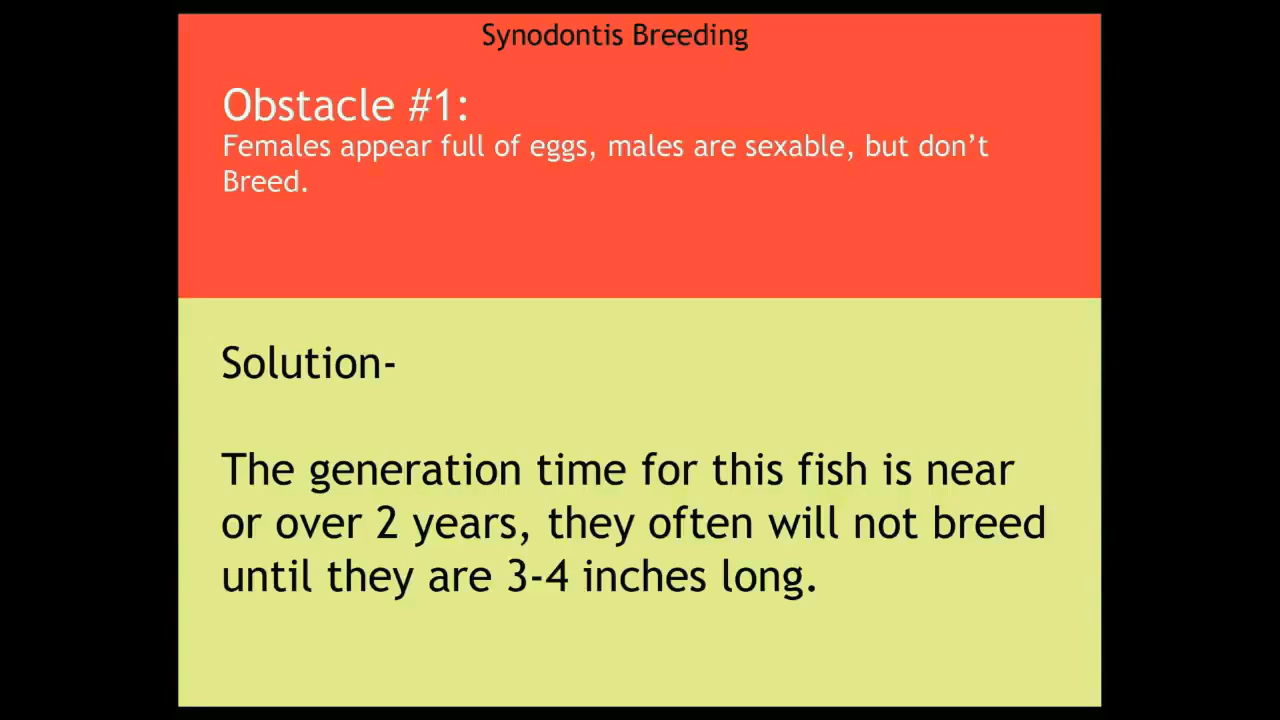 Synodontis Breeding
Obstacle #1:
Females appear full of eggs, males are sexable, but don’t
Breed.
Solution-
The generation time for this fish is near
or over 2 years, they often will not breed
until they are 3-4 inches long.